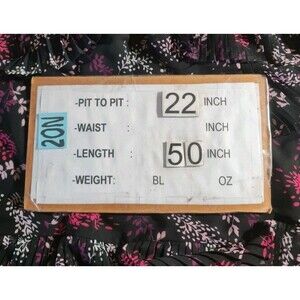 -PIT TO PIT : 22 INCH
-WAIST : INCH
20N
-LENGTH : 50 INCH
-WEIGHT: BL OZ